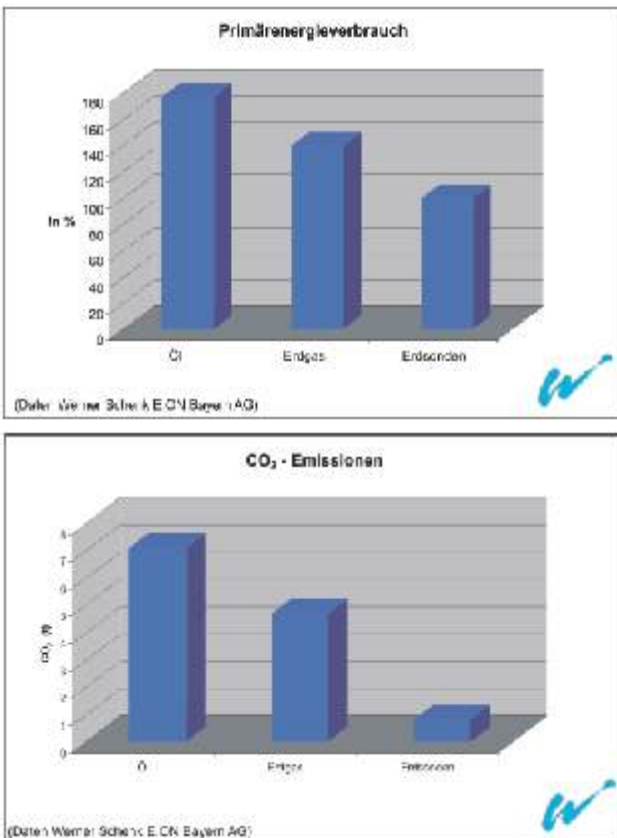 Primärenergieverbrauch
180
160
140
120
100
80
60
40
20
0
In %
Öl
Erdgas
Erdsonden
(Daten Werner Schenk E.ON Bayern AG)
CO₂ - Emissionen
8
7
6
5
4
3
2
1
0
CO₂ (t)
Öl
Erdgas
Erdsonden
(Daten Werner Schenk E.ON Bayern AG)